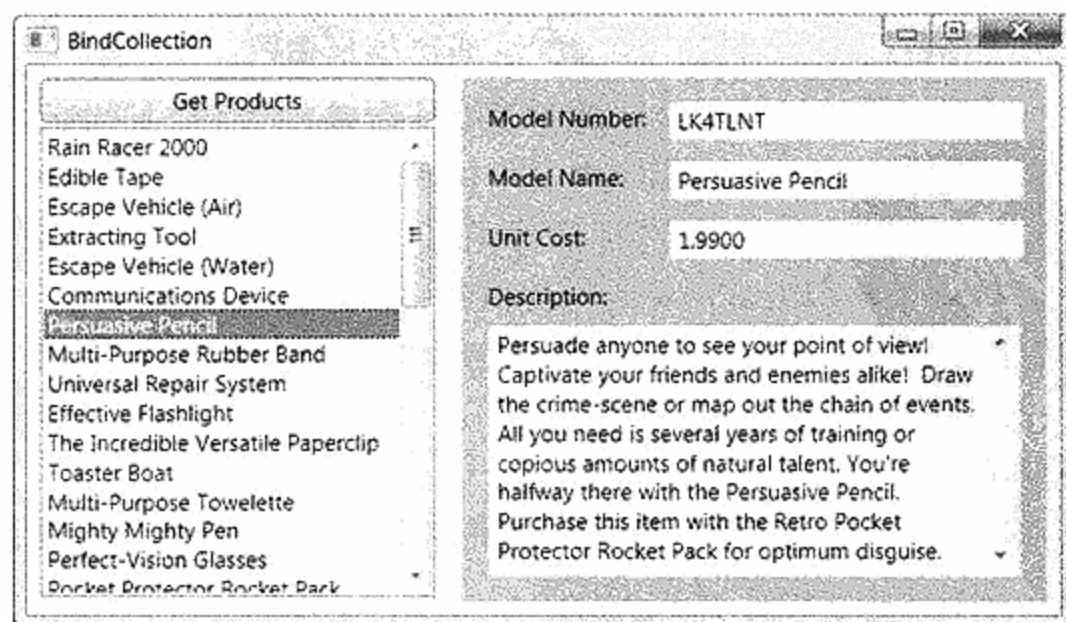 BindCollection
Get Products
Rain Racer 2000
Edible Tape
Escape Vehicle (Air)
Extracting Tool
Escape Vehicle (Water)
Communications Device
Persuasive Pencil
Multi-Purpose Rubber Band
Universal Repair System
Effective Flashlight
The Incredible Versatile Paperclip
Toaster Boat
Multi-Purpose Towelette
Mighty Mighty Pen
Perfect-Vision Glasses
Pocket Protector Rocket Pack
Model Number: LK4TLNT
Model Name: Persuasive Pencil
Unit Cost: 1.9900
Description:
Persuade anyone to see your point of view!
Captivate your friends and enemies alike!  Draw
the crime-scene or map out the chain of events.
All you need is several years of training or
copious amounts of natural talent. You're
halfway there with the Persuasive Pencil.
Purchase this item with the Retro Pocket
Protector Rocket Pack for optimum disguise.